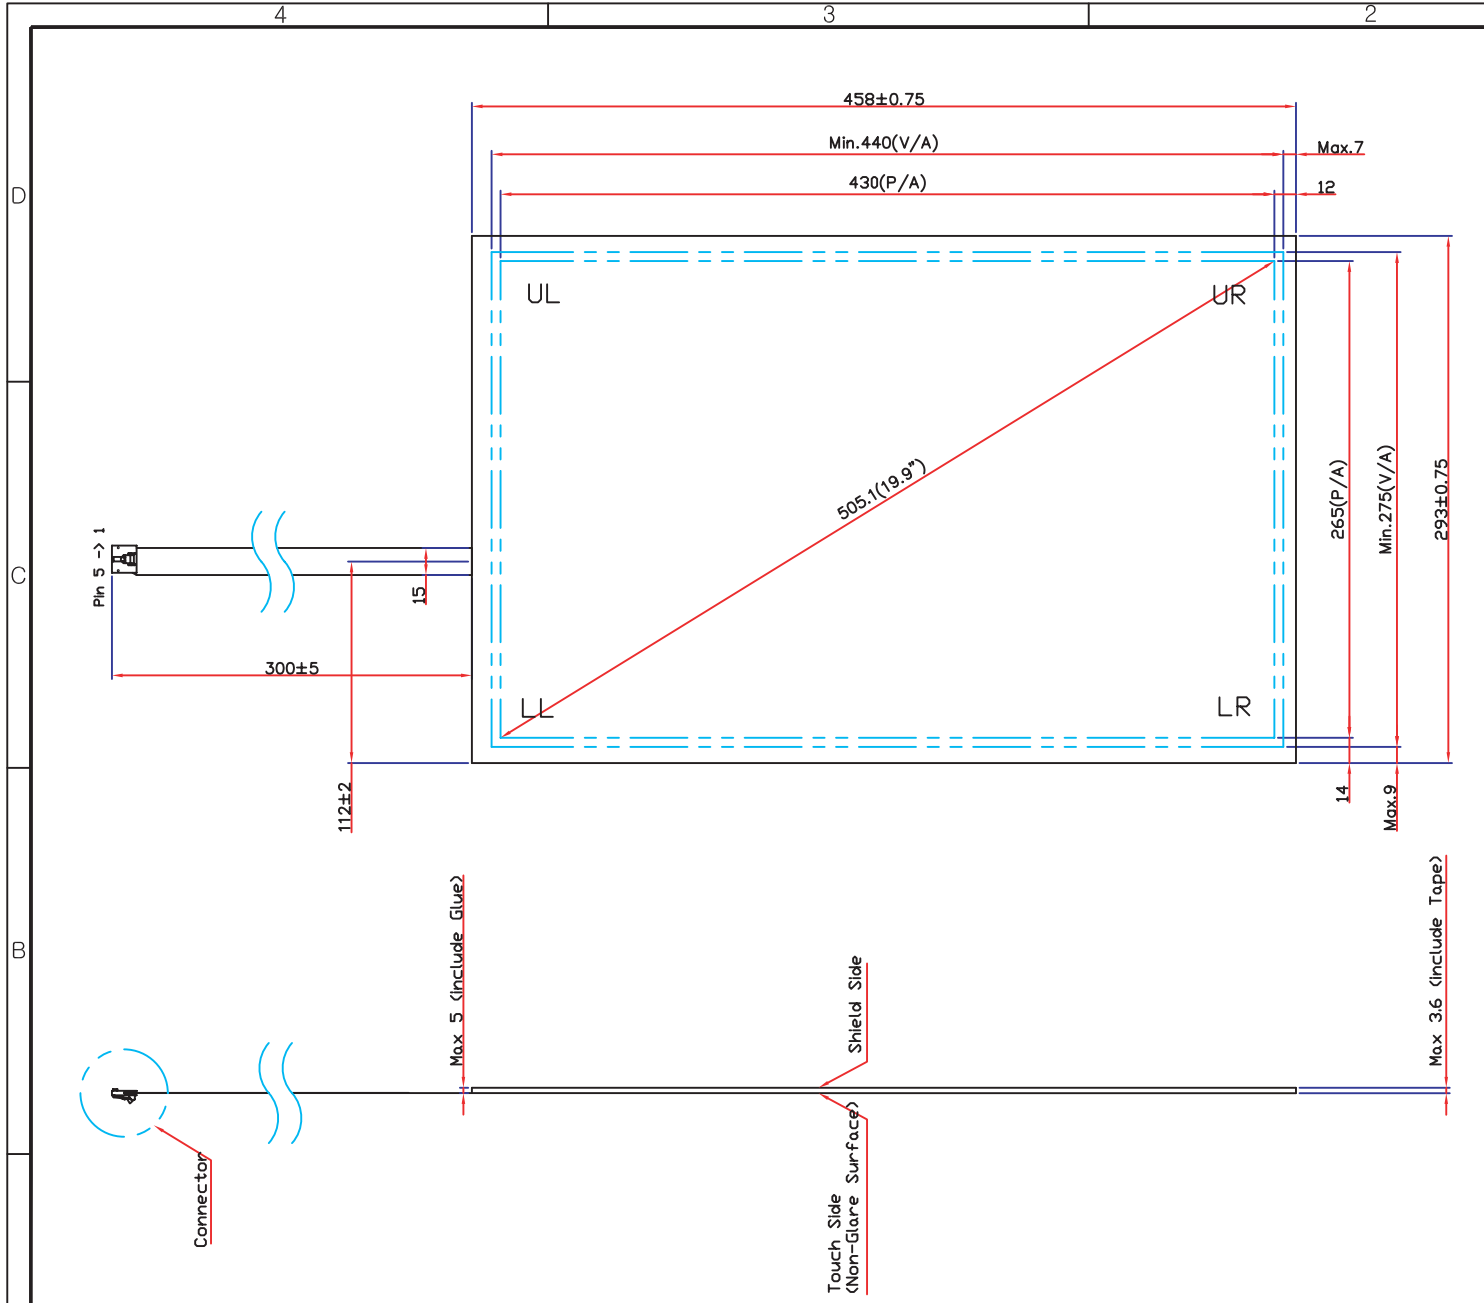 4
3
2
D
C
B
458±0.75
Min.440(V/A)
Max.7
430(P/A)
12
UL
UR
505.1(19.9")
265(P/A)
Min.275(V/A)
293±0.75
Pin 5 -> 1
15
300±5
LL
LR
112±2
14
Max.9
Max 5 (include Glue)
Shield Side
Max 3.6 (include Tape)
Connector
Touch Side
(Non-Glare Surface)